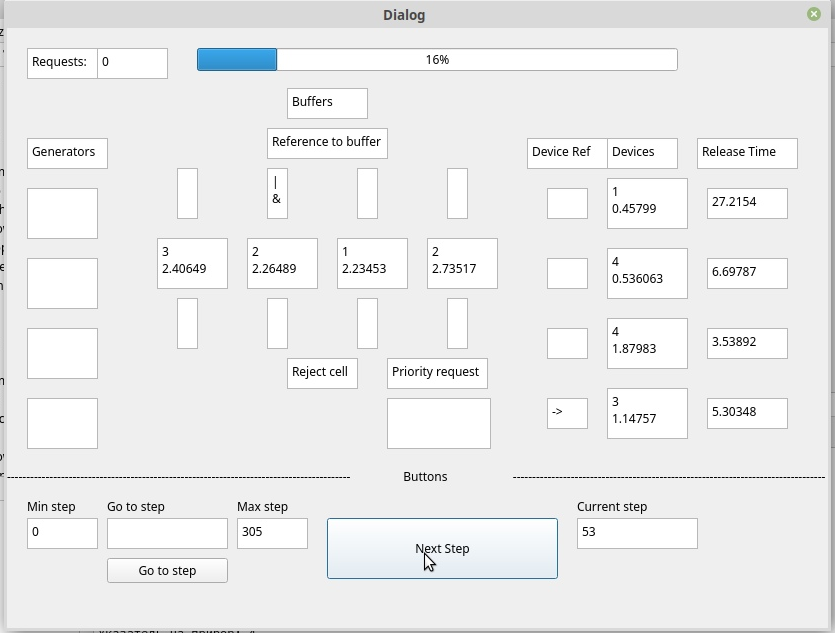 Dialog
Requests: 0
16%
Buffers
Reference to buffer
Generators
Device Ref Devices Release Time
|
&
1
0.45799
27.2154
3
2.40649
2
2.26489
1
2.23453
2
2.73517
4
0.536063
6.69787
4
1.87983
3.53892
Reject cell Priority request
->
3
1.14757
5.30348
Buttons
Min step Go to step Max step Current step
0 305 53
Next Step
Go to step